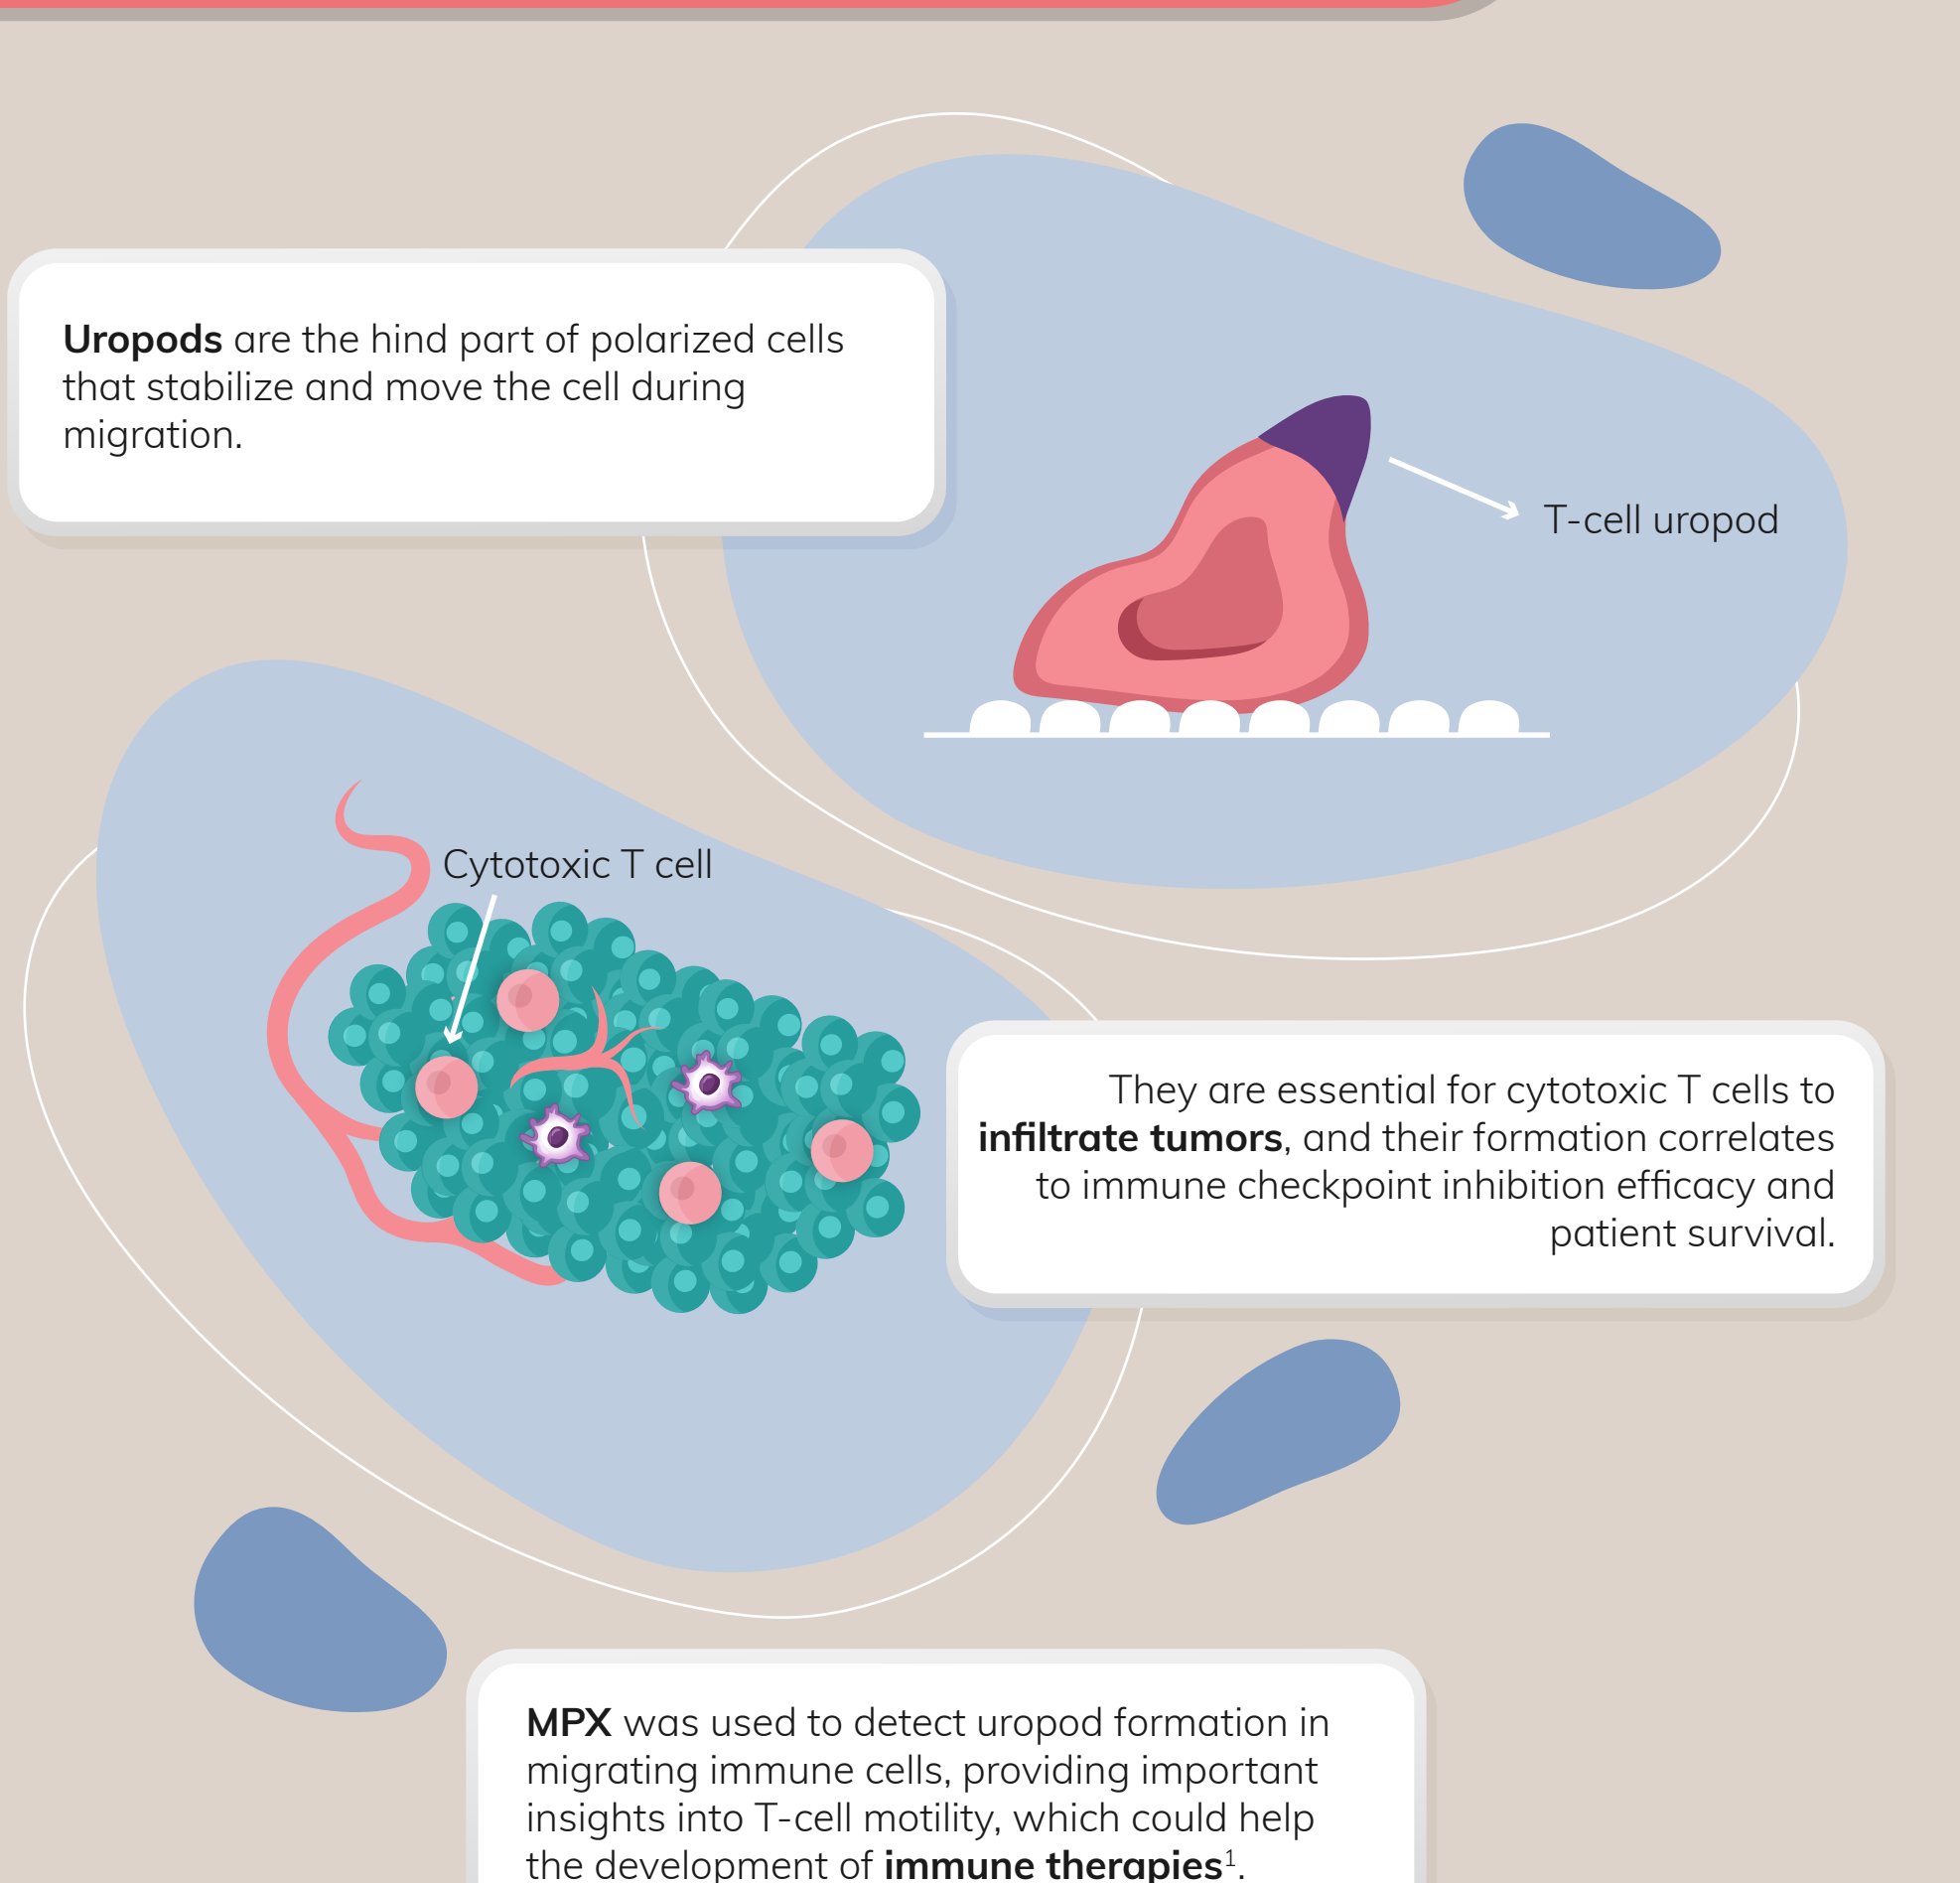 Uropods are the hind part of polarized cells
that stabilize and move the cell during
migration.
T-cell uropod
Cytotoxic T cell
They are essential for cytotoxic T cells to
infiltrate tumors, and their formation correlates
to immune checkpoint inhibition efficacy and
patient survival.
MPX was used to detect uropod formation in
migrating immune cells, providing important
insights into T-cell motility, which could help
the development of immune therapies¹.